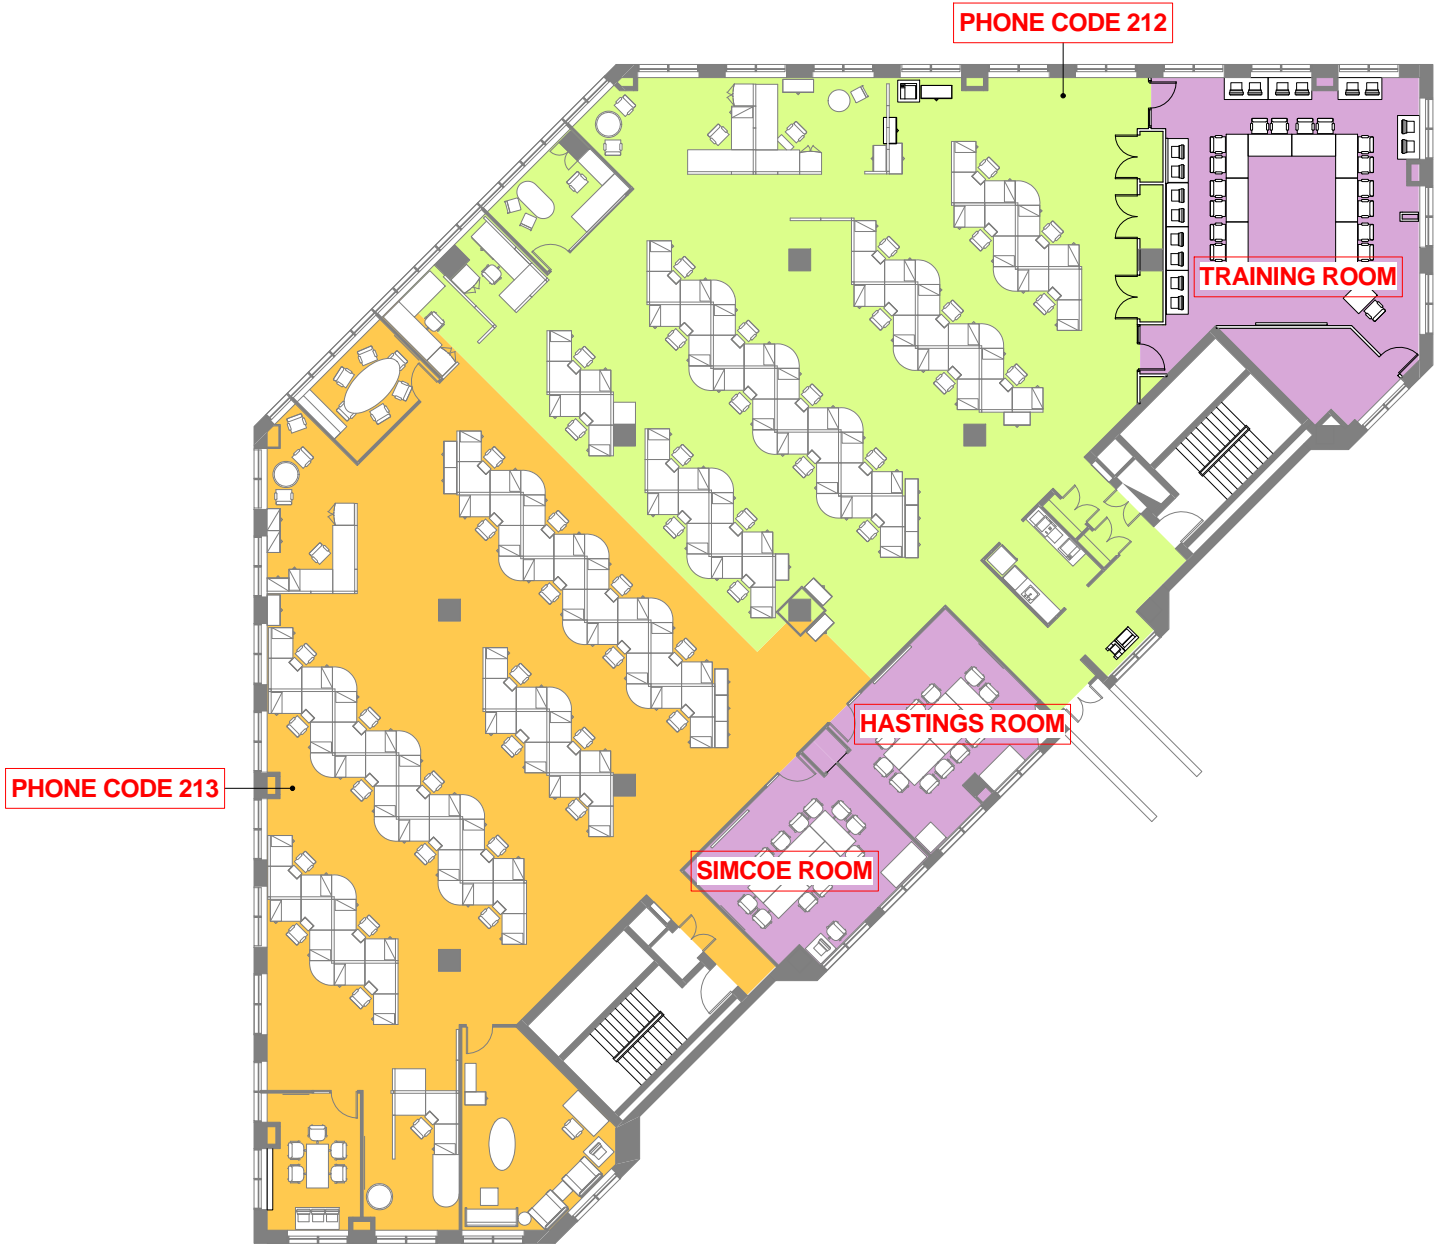 PHONE CODE 212
TRAINING ROOM
HASTINGS ROOM
PHONE CODE 213
SIMCOE ROOM